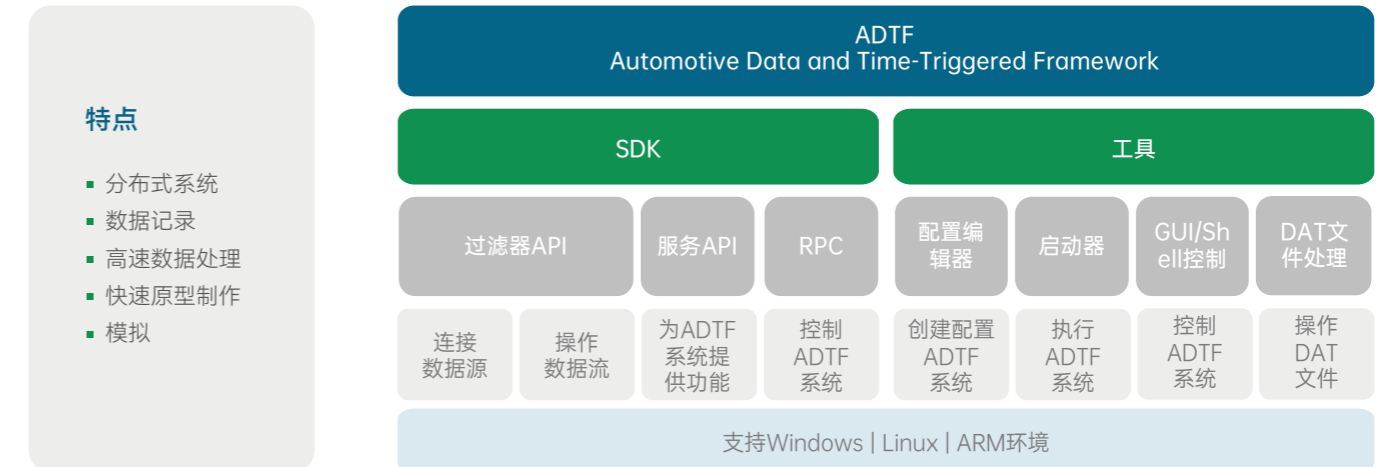 特点
分布式系统
数据记录
高速数据处理
快速原型制作
模拟
ADTF
Automotive Data and Time-Triggered Framework
SDK
工具
过滤器API
服务API
RPC
配置编
辑器
启动器
GUI/Sh
ell控制
DAT文
件处理
连接
数据源
操作
数据流
为ADTF
系统提
供功能
控制
ADTF
系统
创建配置
ADTF
系统
执行
ADTF
系统
控制
ADTF
系统
操作
DAT
文件
支持Windows | Linux | ARM环境